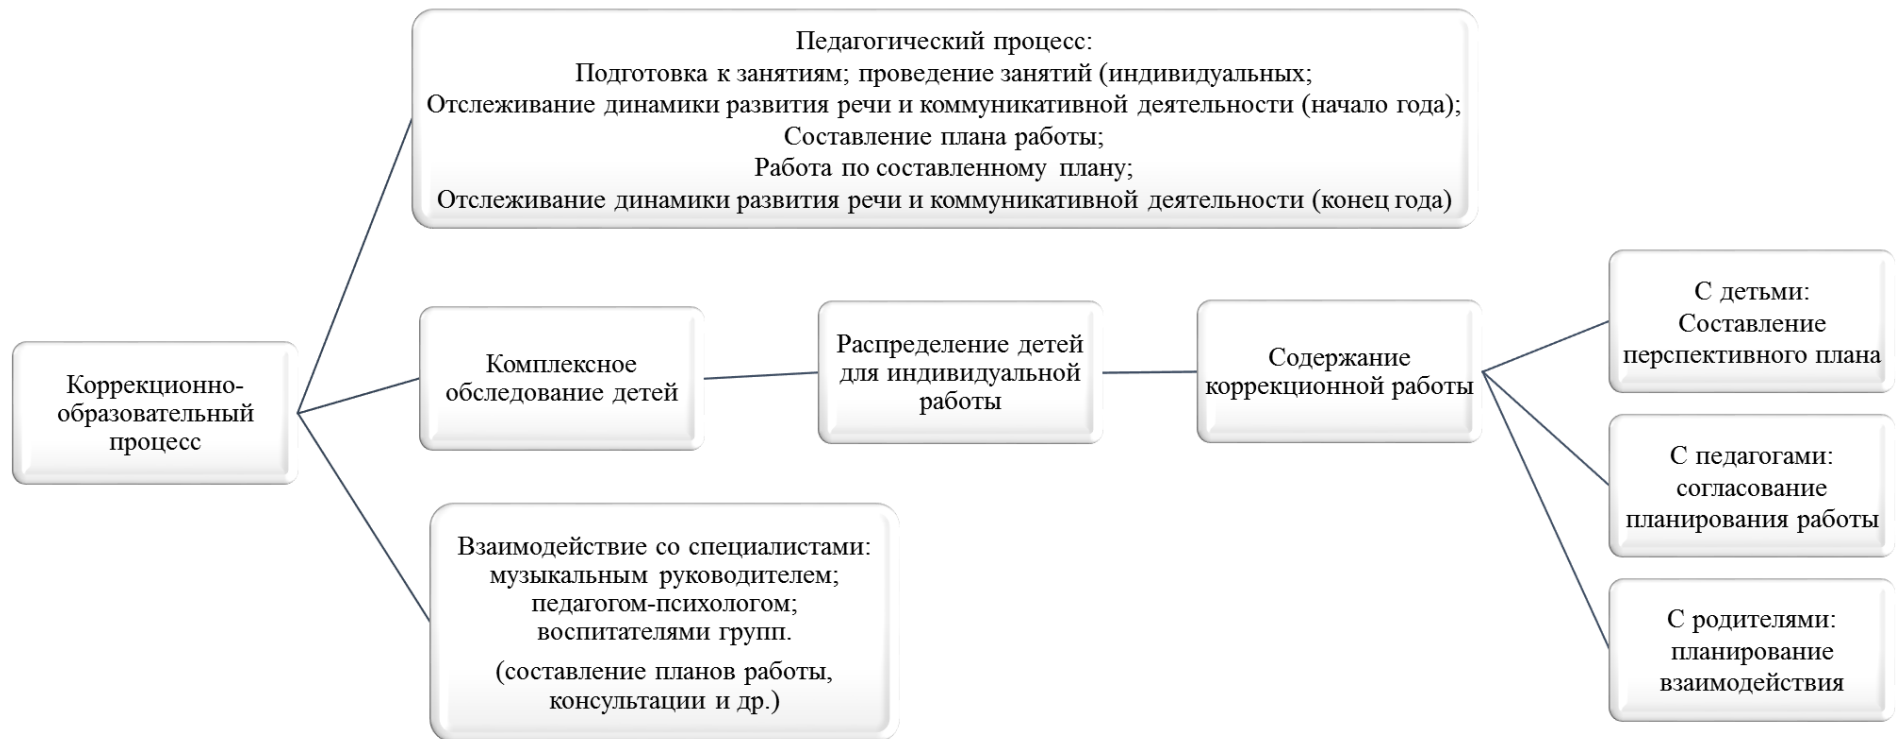 Педагогический процесс:
Подготовка к занятиям; проведение занятий (индивидуальных;
Отслеживание динамики развития речи и коммуникативной деятельности (начало года);
Составление плана работы;
Работа по составленному плану;
Отслеживание динамики развития речи и коммуникативной деятельности (конец года)
Коррекционно-
образовательный
процесс
Комплексное
обследование детей
Распределение детей
для индивидуальной
работы
Содержание
коррекционной работы
С детьми:
Составление
перспективного плана
С педагогами:
согласование
планирования работы
С родителями:
планирование
взаимодействия
Взаимодействие со специалистами:
музыкальным руководителем;
педагогом-психологом;
воспитателями групп.
(составление планов работы,
консультации и др.)